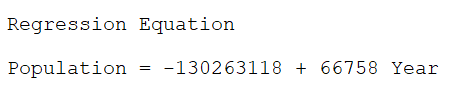 Regression Equation
Population = -130263118 + 66758 Year